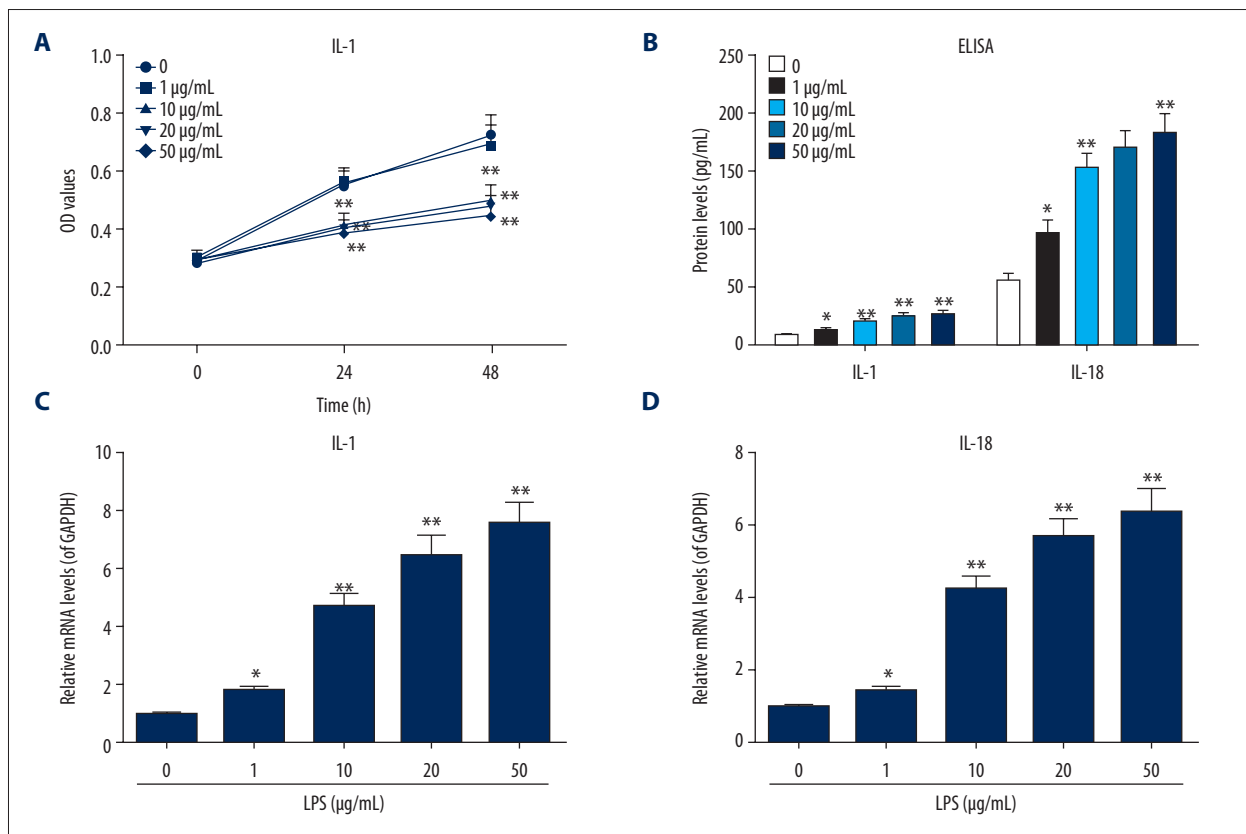 A
IL-1
OD values
1.0
0.8
0.6
0.4
0.2
0.0
0
1 µg/mL
10 µg/mL
20 µg/mL
50 µg/mL
**
**
**
**
**
**
0
24
48
Time (h)
B
ELISA
Protein levels (pg/mL)
250
200
150
100
50
0
0
1 µg/mL
10 µg/mL
20 µg/mL
50 µg/mL
*
**
**
**
*
**
**
IL-1
IL-18
C
IL-1
Relative mRNA levels (of GAPDH)
10
8
6
4
2
0
*
**
**
**
0
1
10
20
50
LPS (µg/mL)
D
IL-18
Relative mRNA levels (of GAPDH)
8
6
4
2
0
*
**
**
**
0
1
10
20
50
LPS (µg/mL)